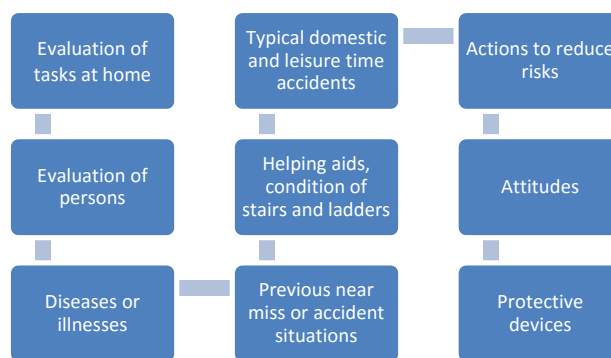 Evaluation of
tasks at home
Evaluation of
persons
Diseases or
illnesses
Previous near
miss or accident
situations
Helping aids,
condition of
stairs and ladders
Typical domestic
and leisure time
accidents
Actions to reduce
risks
Attitudes
Protective
devices